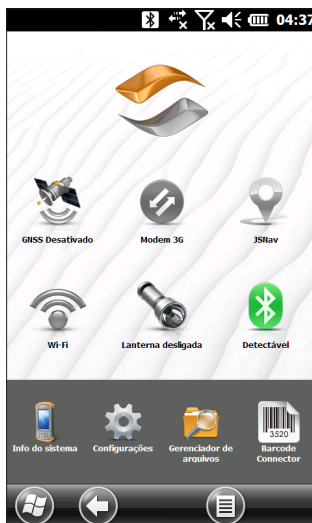 04:37
GNSS Desativado
Modem 3G
JSNav
Wi-Fi
Lanterna desligada
Detectável
3520
Info do sistema
Configurações
Gerenciador de
arquivos
Barcode
Connector